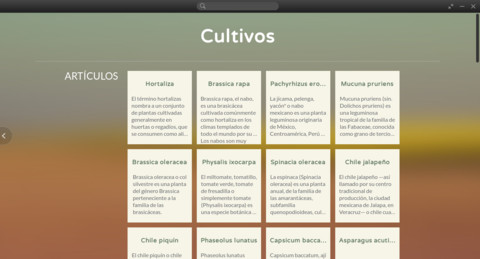 Cultivos
ARTÍCULOS
Hortaliza
El término hortalizas
nombra a un conjunto
de plantas cultivadas
generalmente en
huertas o regadíos, que
se consumen como ali...
Brassica rapa
Brassica rapa, el nabo,
es una brasicácea
cultivada comúnmente
como hortaliza en los
climas templados de
todo el mundo por su ...
Los nabos son muy
Pachyrhizus ero...
La jícama, pelenga,
yacón° o nabo
mexicano es una planta
leguminosa originaria
de México,
Centroamérica. Pero ...
Mucuna pruriens
Mucuna pruriens (sin.
Dolichos pruriens) es
una leguminosa
tropical de la familia de
las Fabaceae, conocida
como grano de tercio...
Brassica oleracea
Brassica oleracea o col
silvestre es una planta
del género Brassica
perteneciente a la
familia de las
brasicáceas.
Physalis ixocarpa
El miltomate, tomatillo,
tomate verde, tomate
de fresadilla o
simplemente tomate
(Physalis ixocarpa) es
una especie botánica ...
Spinacia oleracea
La espinaca (Spinacia
oleracea) es una planta
anual, de la familia de
las amarantáceas,
subfamilia
quenopodioideas, cul...
Chile jalapeño
El chile jalapeño —así
llamado por su centro
tradicional de
producción, la ciudad
mexicana de Jalapa, en
Veracruz— o chile cua...
Chile piquín
El chile piquín o chile
Phaseolus lunatus
Phaseolus lunatus
Capsicum bacca...
Capsicum baccatum, ají
Asparagus acuti...